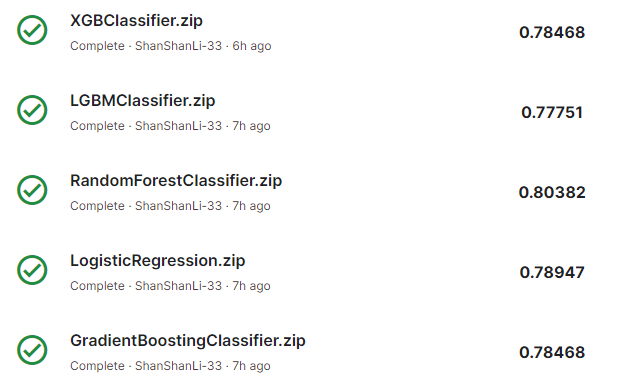 XGBClassifier.zip
Complete · ShanShanLi-33 · 6h ago
0.78468
LGBMClassifier.zip
Complete · ShanShanLi-33 · 7h ago
0.77751
RandomForestClassifier.zip
Complete · ShanShanLi-33 · 7h ago
0.80382
LogisticRegression.zip
Complete · ShanShanLi-33 · 7h ago
0.78947
GradientBoostingClassifier.zip
Complete · ShanShanLi-33 · 7h ago
0.78468